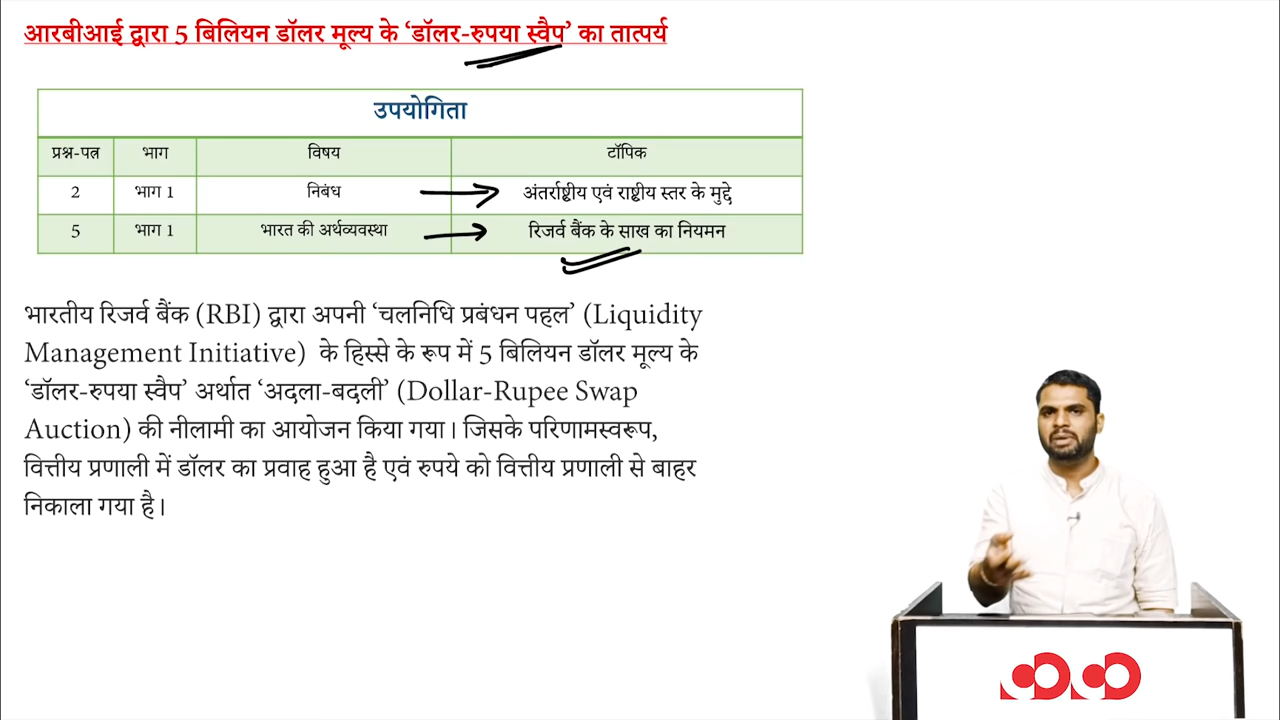 आरबीआई द्वारा 5 बिलियन डॉलर मूल्य के ‘डॉलर-रुपया स्वैप’ का तात्पर्य
उपयोगिता
प्रश्न-पत्र भाग विषय टॉपिक
2 भाग 1 निबंध अंतर्राष्ट्रीय एवं राष्ट्रीय स्तर के मुद्दे
5 भाग 1 भारत की अर्थव्यवस्था रिजर्व बैंक के साख का नियमन
भारतीय रिजर्व बैंक (RBI) द्वारा अपनी ‘चलनिधि प्रबंधन पहल’ (Liquidity
Management Initiative) के हिस्से के रूप में 5 बिलियन डॉलर मूल्य के
‘डॉलर-रुपया स्वैप’ अर्थात ‘अदला-बदली’ (Dollar-Rupee Swap
Auction) की नीलामी का आयोजन किया गया। जिसके परिणामस्वरूप,
वित्तीय प्रणाली में डॉलर का प्रवाह हुआ है एवं रुपये को वित्तीय प्रणाली से बाहर
निकाला गया है।